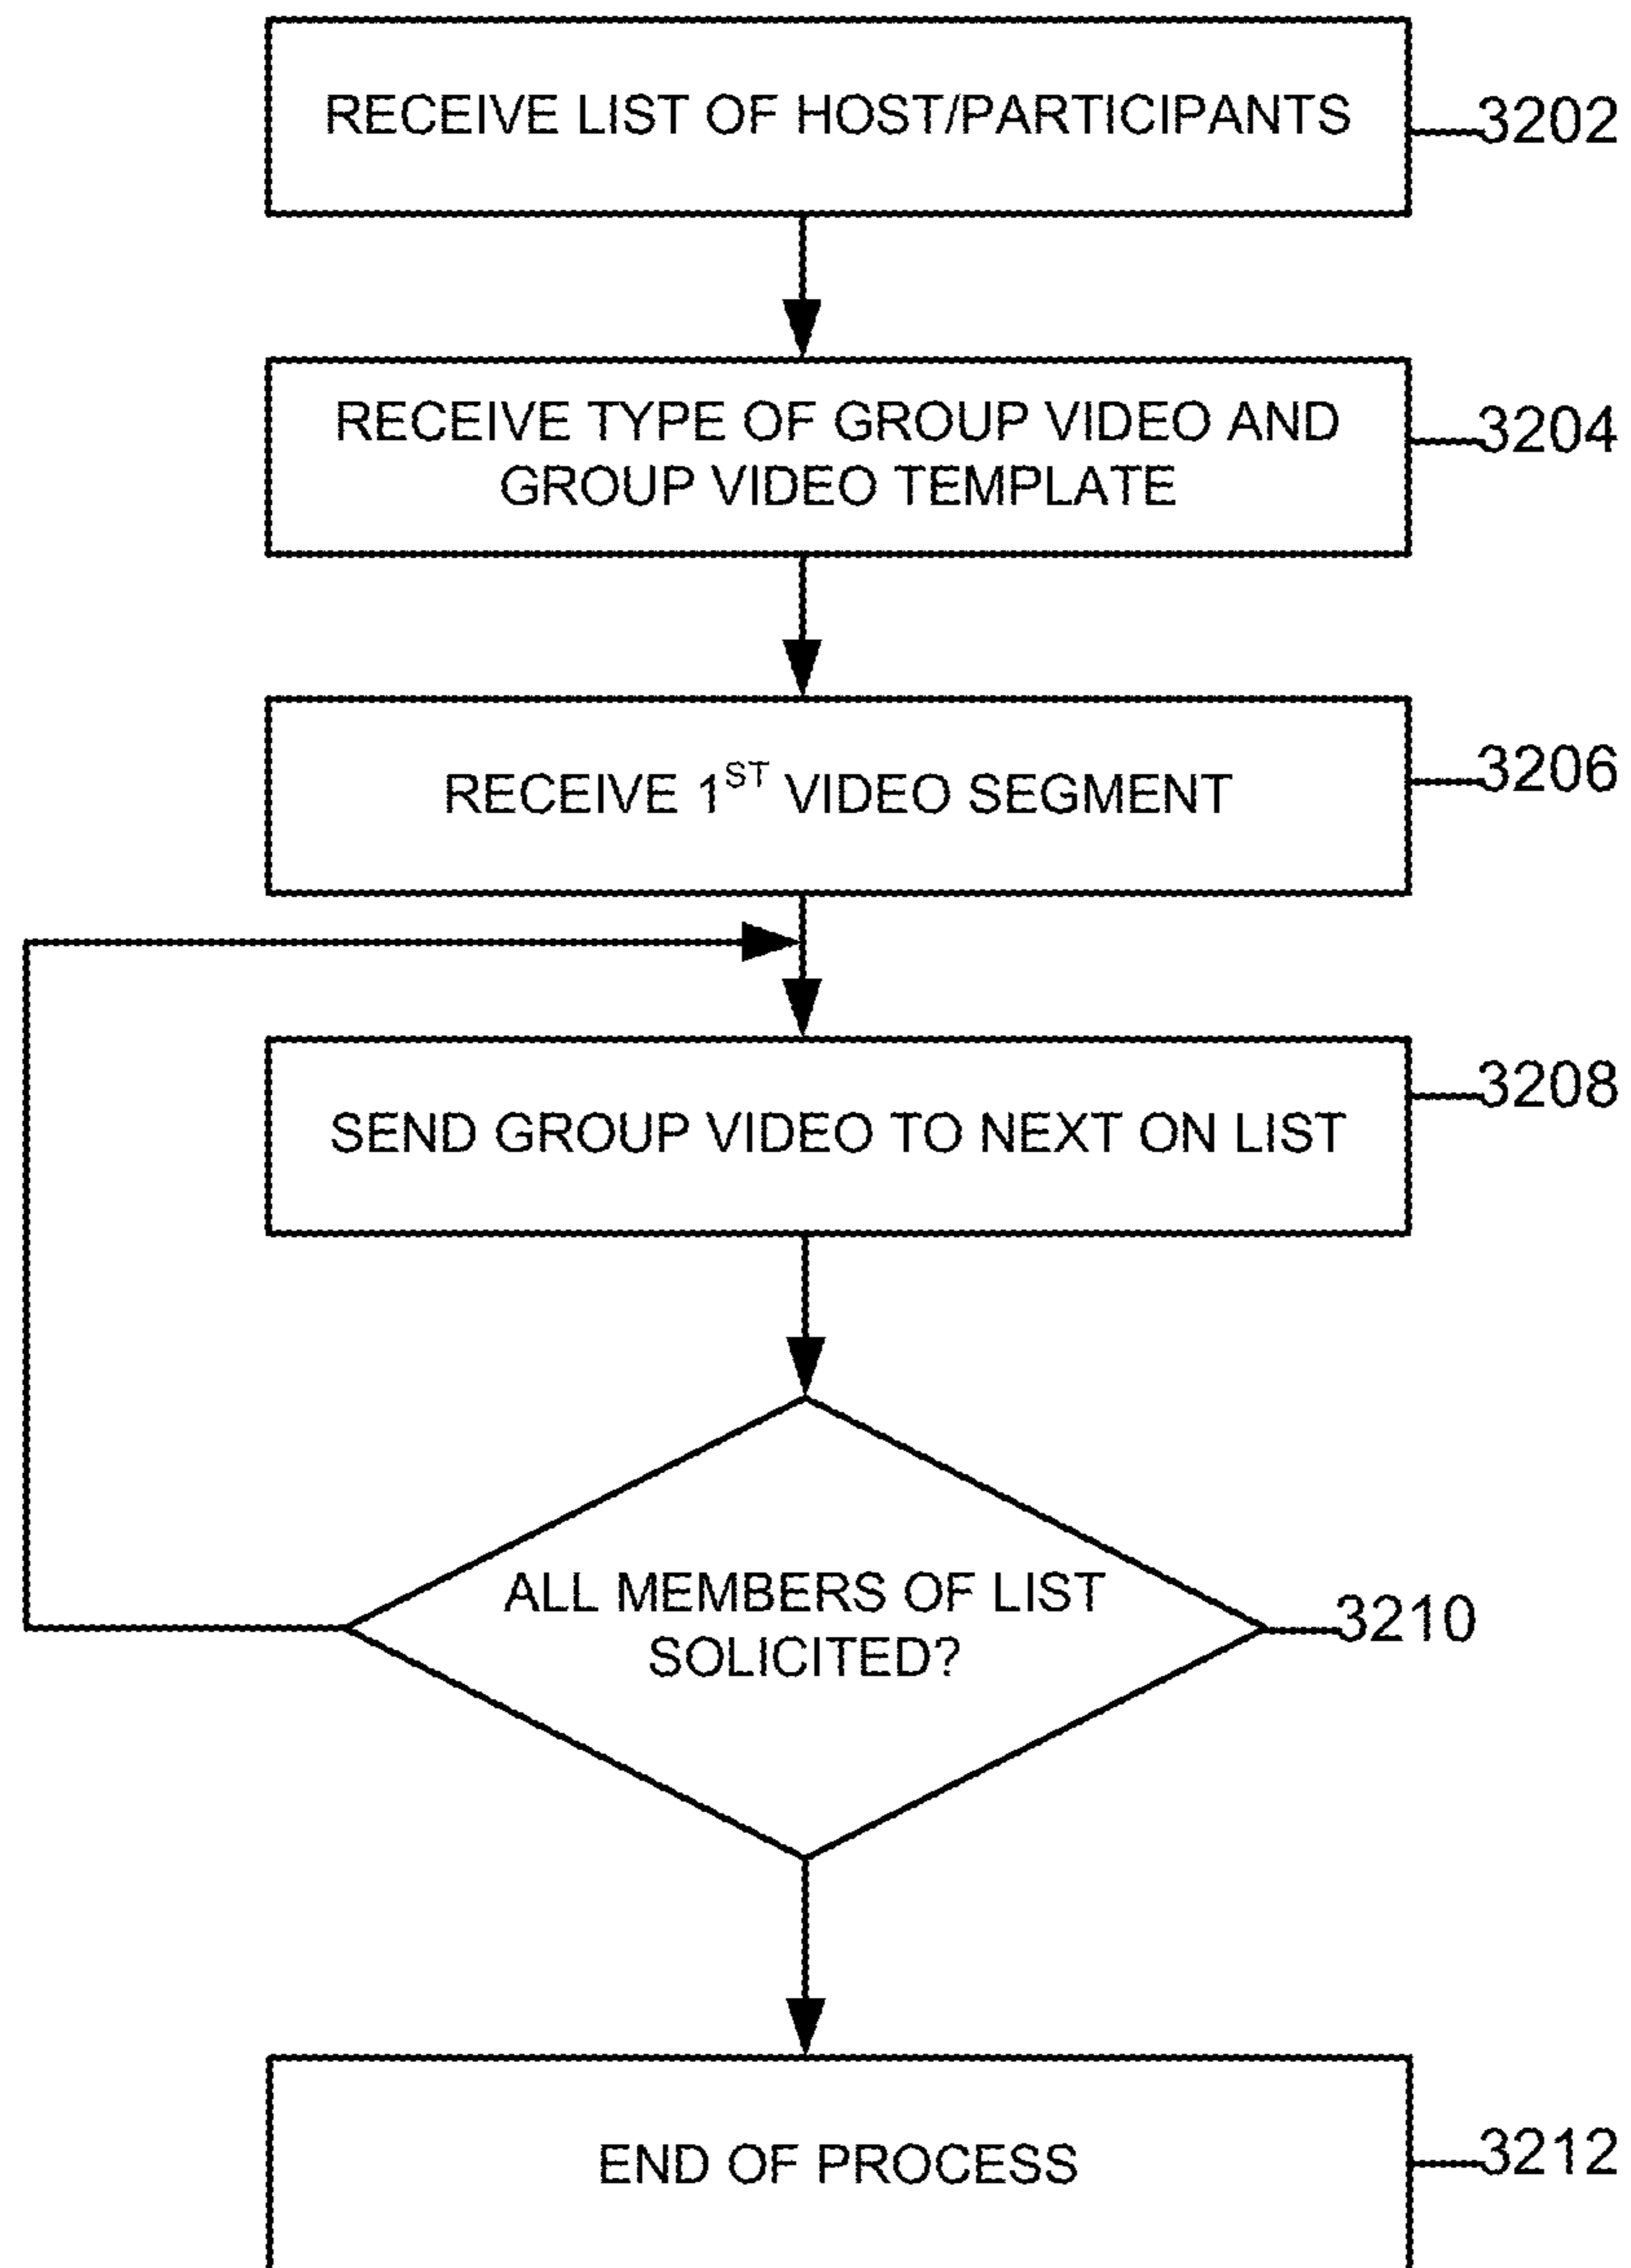 RECEIVE LIST OF HOST/PARTICIPANTS
3202
RECEIVE TYPE OF GROUP VIDEO AND
GROUP VIDEO TEMPLATE
3204
RECEIVE 1ST VIDEO SEGMENT
3206
SEND GROUP VIDEO TO NEXT ON LIST
3208
ALL MEMBERS OF LIST
SOLICITED?
3210
END OF PROCESS
3212